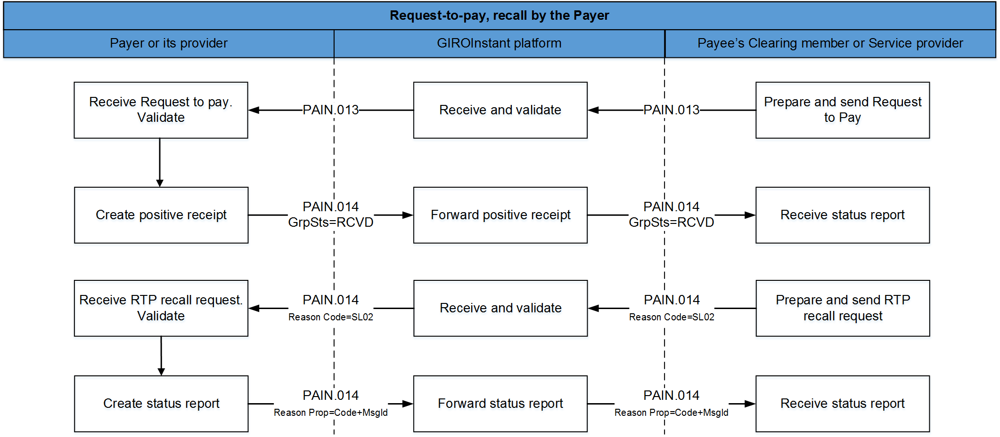 Request-to-pay, recall by the Payer
Payer or its provider
GIROInstant platform
Payee's Clearing member or Service provider
Receive Request to pay.
Validate
PAIN.013
Receive and validate
PAIN.013
Prepare and send Request
to Pay
Create positive receipt
PAIN.014
GrpSts=RCVD
Forward positive receipt
PAIN.014
GrpSts=RCVD
Receive status report
Receive RTP recall request.
Validate
PAIN.014
Reason Code=SL02
Receive and validate
PAIN.014
Reason Code=SL02
Prepare and send RTP
recall request
Create status report
PAIN.014
Reason Prop=Code+MsgId
Forward status report
PAIN.014
Reason Prop=Code+MsgId
Receive status report